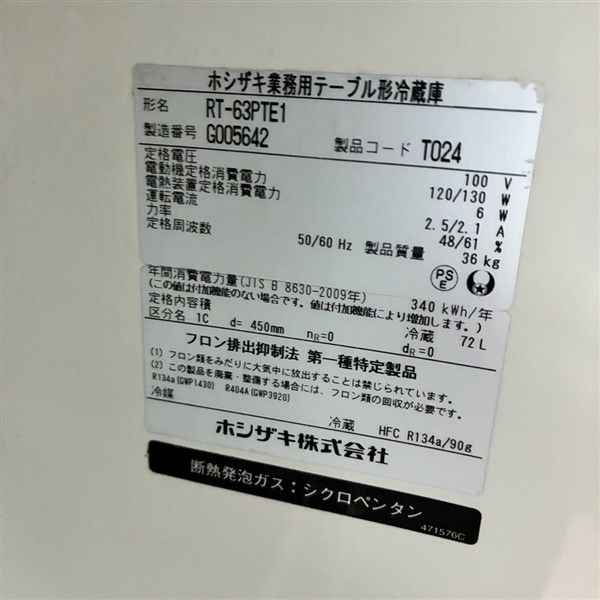 ホシザキ業務用テーブル形冷蔵庫
形名 RT-63PTE1
製造番号 G005642 製品コード T024
定格電圧 100 V
電動機定格消費電力 120/130 W
電熱装置定格消費電力 6 W
運転電流 2.5/2.1 A
力率 48/61 %
定格周波数 50/60 Hz 製品質量 36 kg
PS E
年間消費電力量(JIS B 8630-2009年) 340 kWh/年
(この値は付加機能のない場合です。値は付加機能により増加します。)
定格内容積 冷蔵 72 L
区分名 1C d= 450mm nR=0 dR=0
フロン排出抑制法 第一種特定製品
(1) フロン類をみだりに大気中に放出することは禁じられています。
(2) この製品を廃棄・整備する場合には、フロン類の回収が必要です。
R134a(GWP1430) R404A(GWP3920)
冷媒 冷蔵 HFC R134a/90g
ホシザキ株式会社
断熱発泡ガス:シクロペンタン
471576C